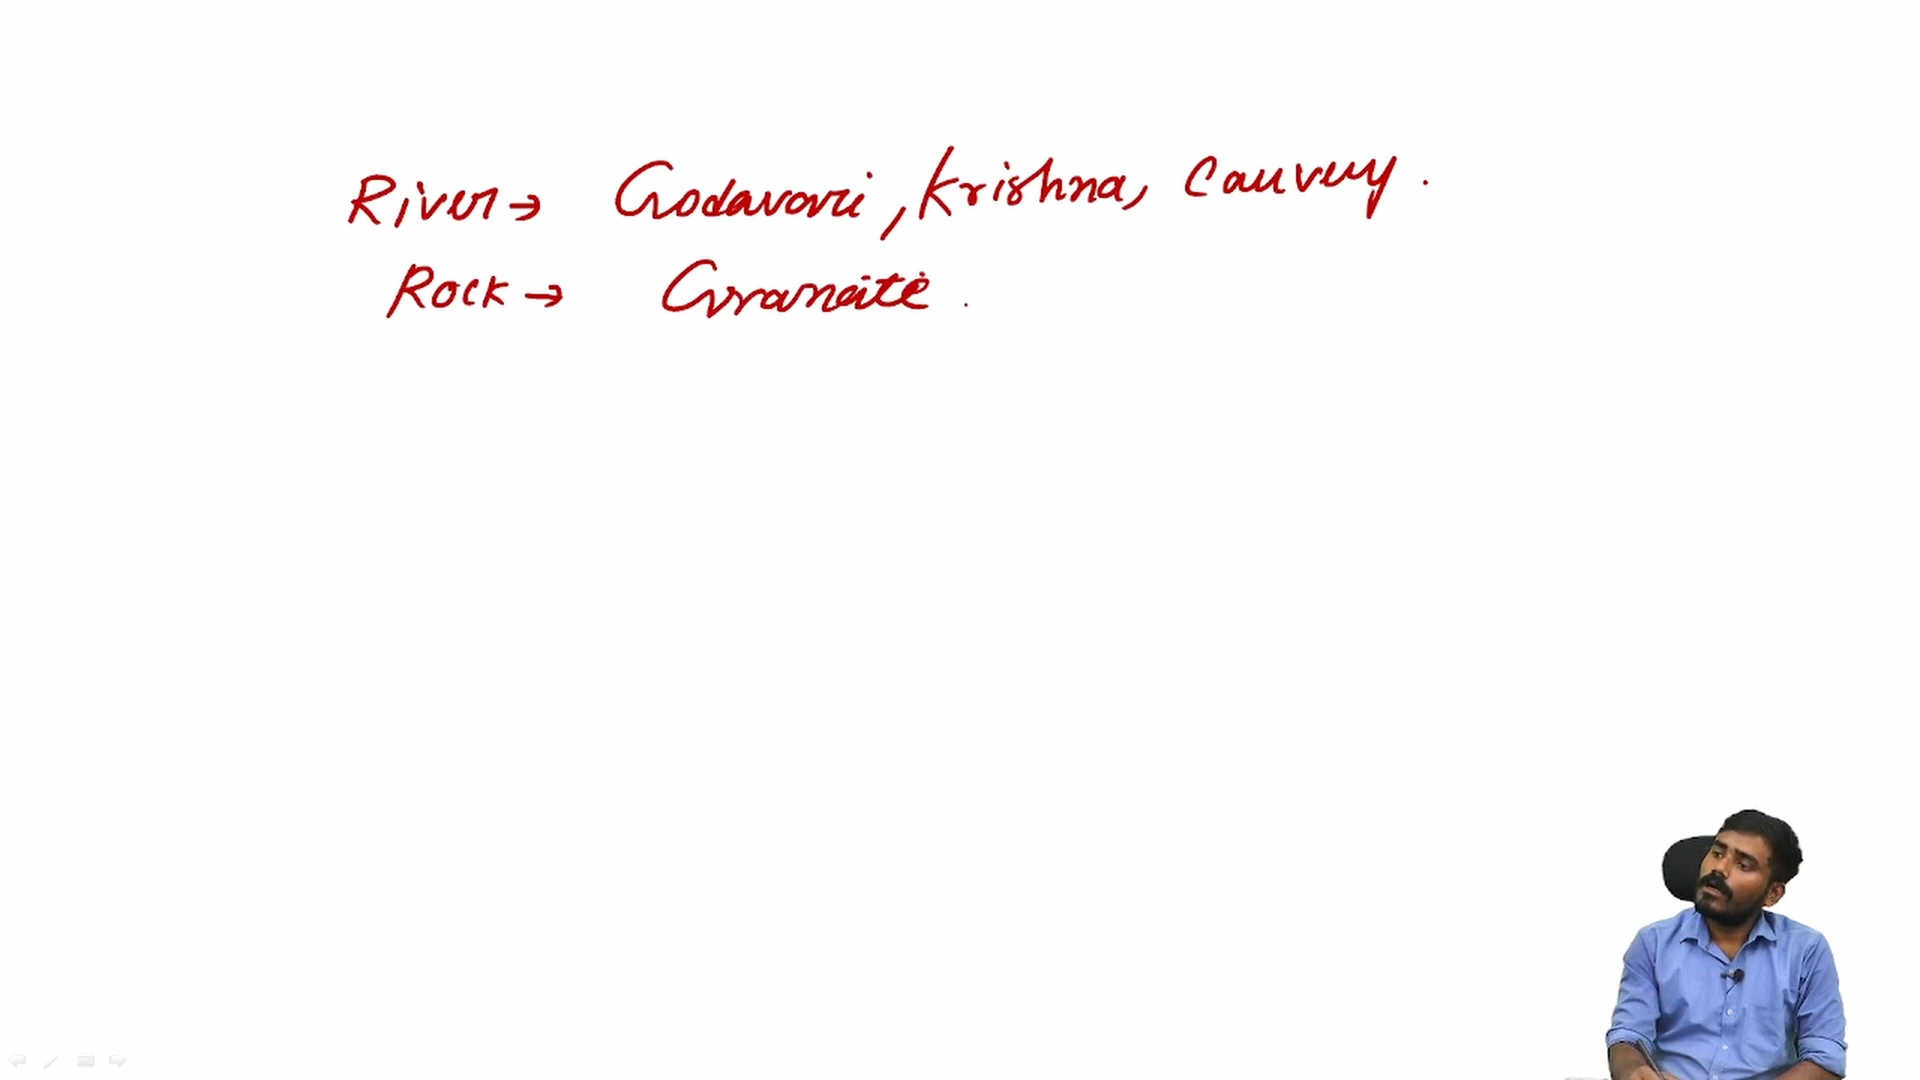 River → Godavari, Krishna, Cauvery.
Rock → Granite.